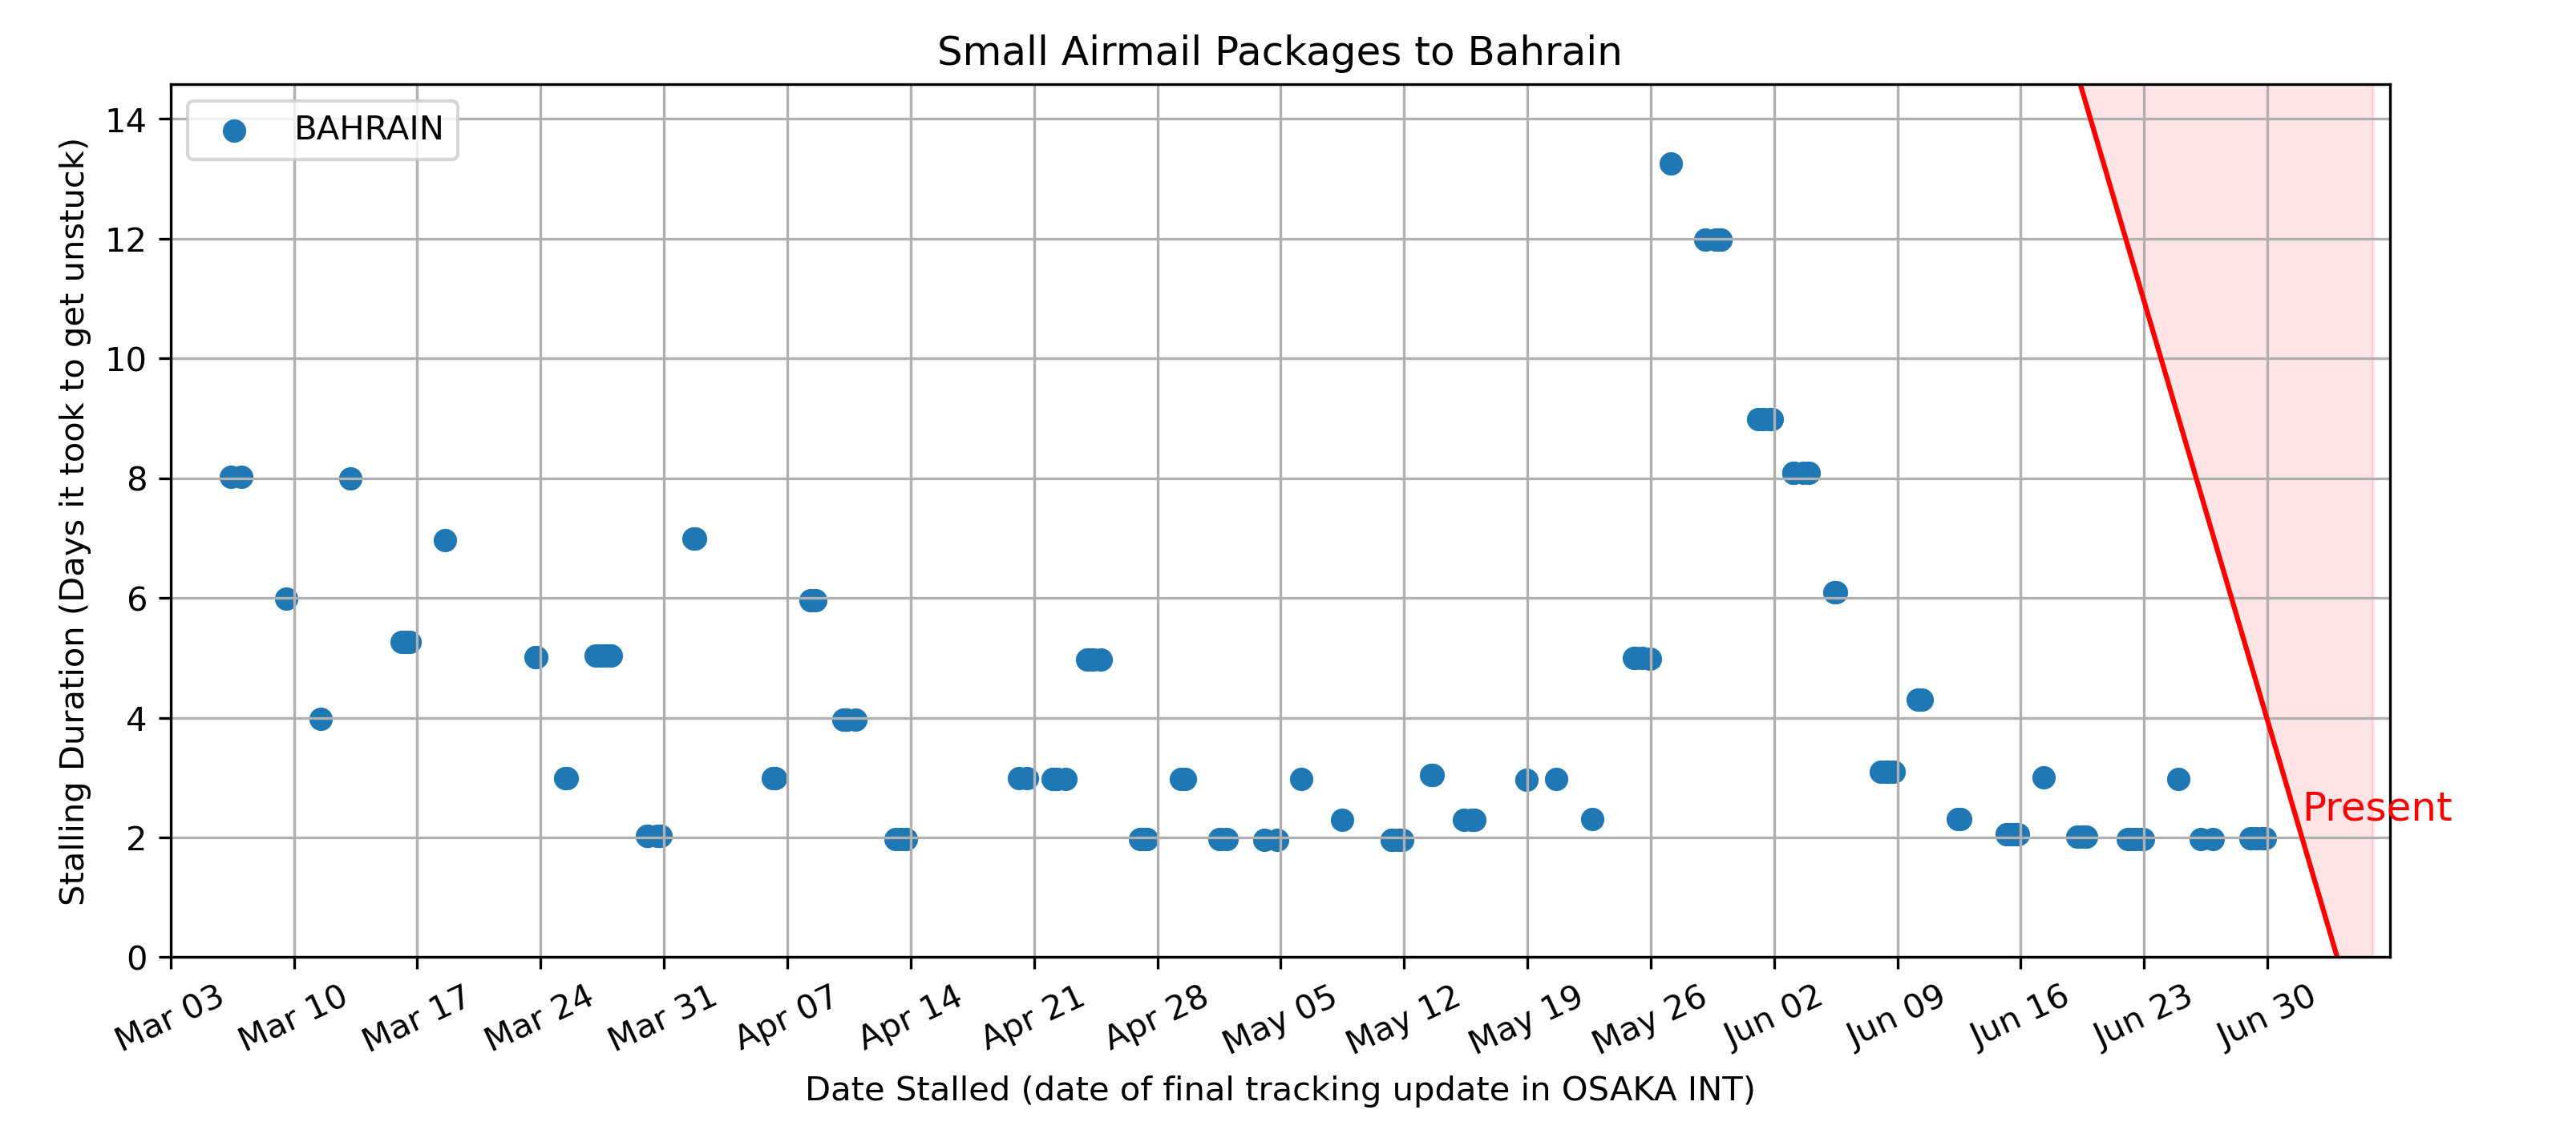 Small Airmail Packages to Bahrain
BAHRAIN
Stalling Duration (Days it took to get unstuck)
14
12
10
8
6
4
2
0
Present
Mar 03
Mar 10
Mar 17
Mar 24
Mar 31
Apr 07
Apr 14
Apr 21
Apr 28
May 05
May 12
May 19
May 26
Jun 02
Jun 09
Jun 16
Jun 23
Jun 30
Date Stalled (date of final tracking update in OSAKA INT)